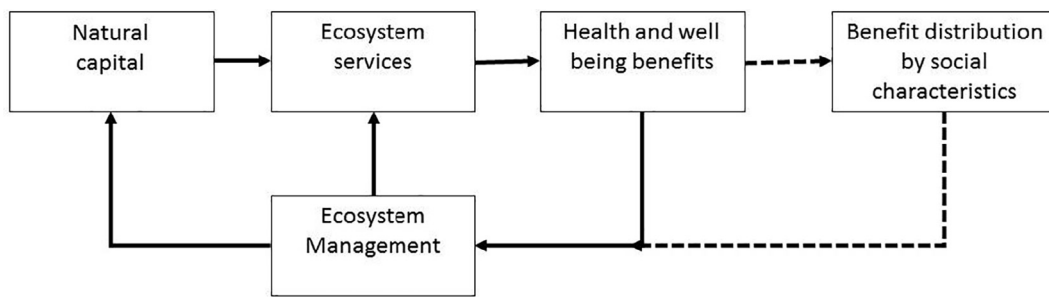 Natural
capital
Ecosystem
services
Health and well
being benefits
Benefit distribution
by social
characteristics
Ecosystem
Management